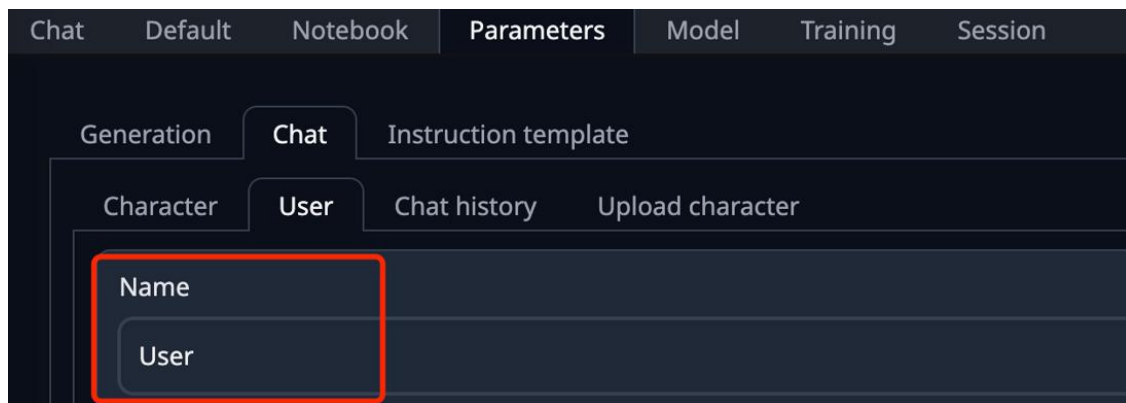 Chat Default Notebook Parameters Model Training Session
Generation Chat Instruction template
Character User Chat history Upload character
Name
User